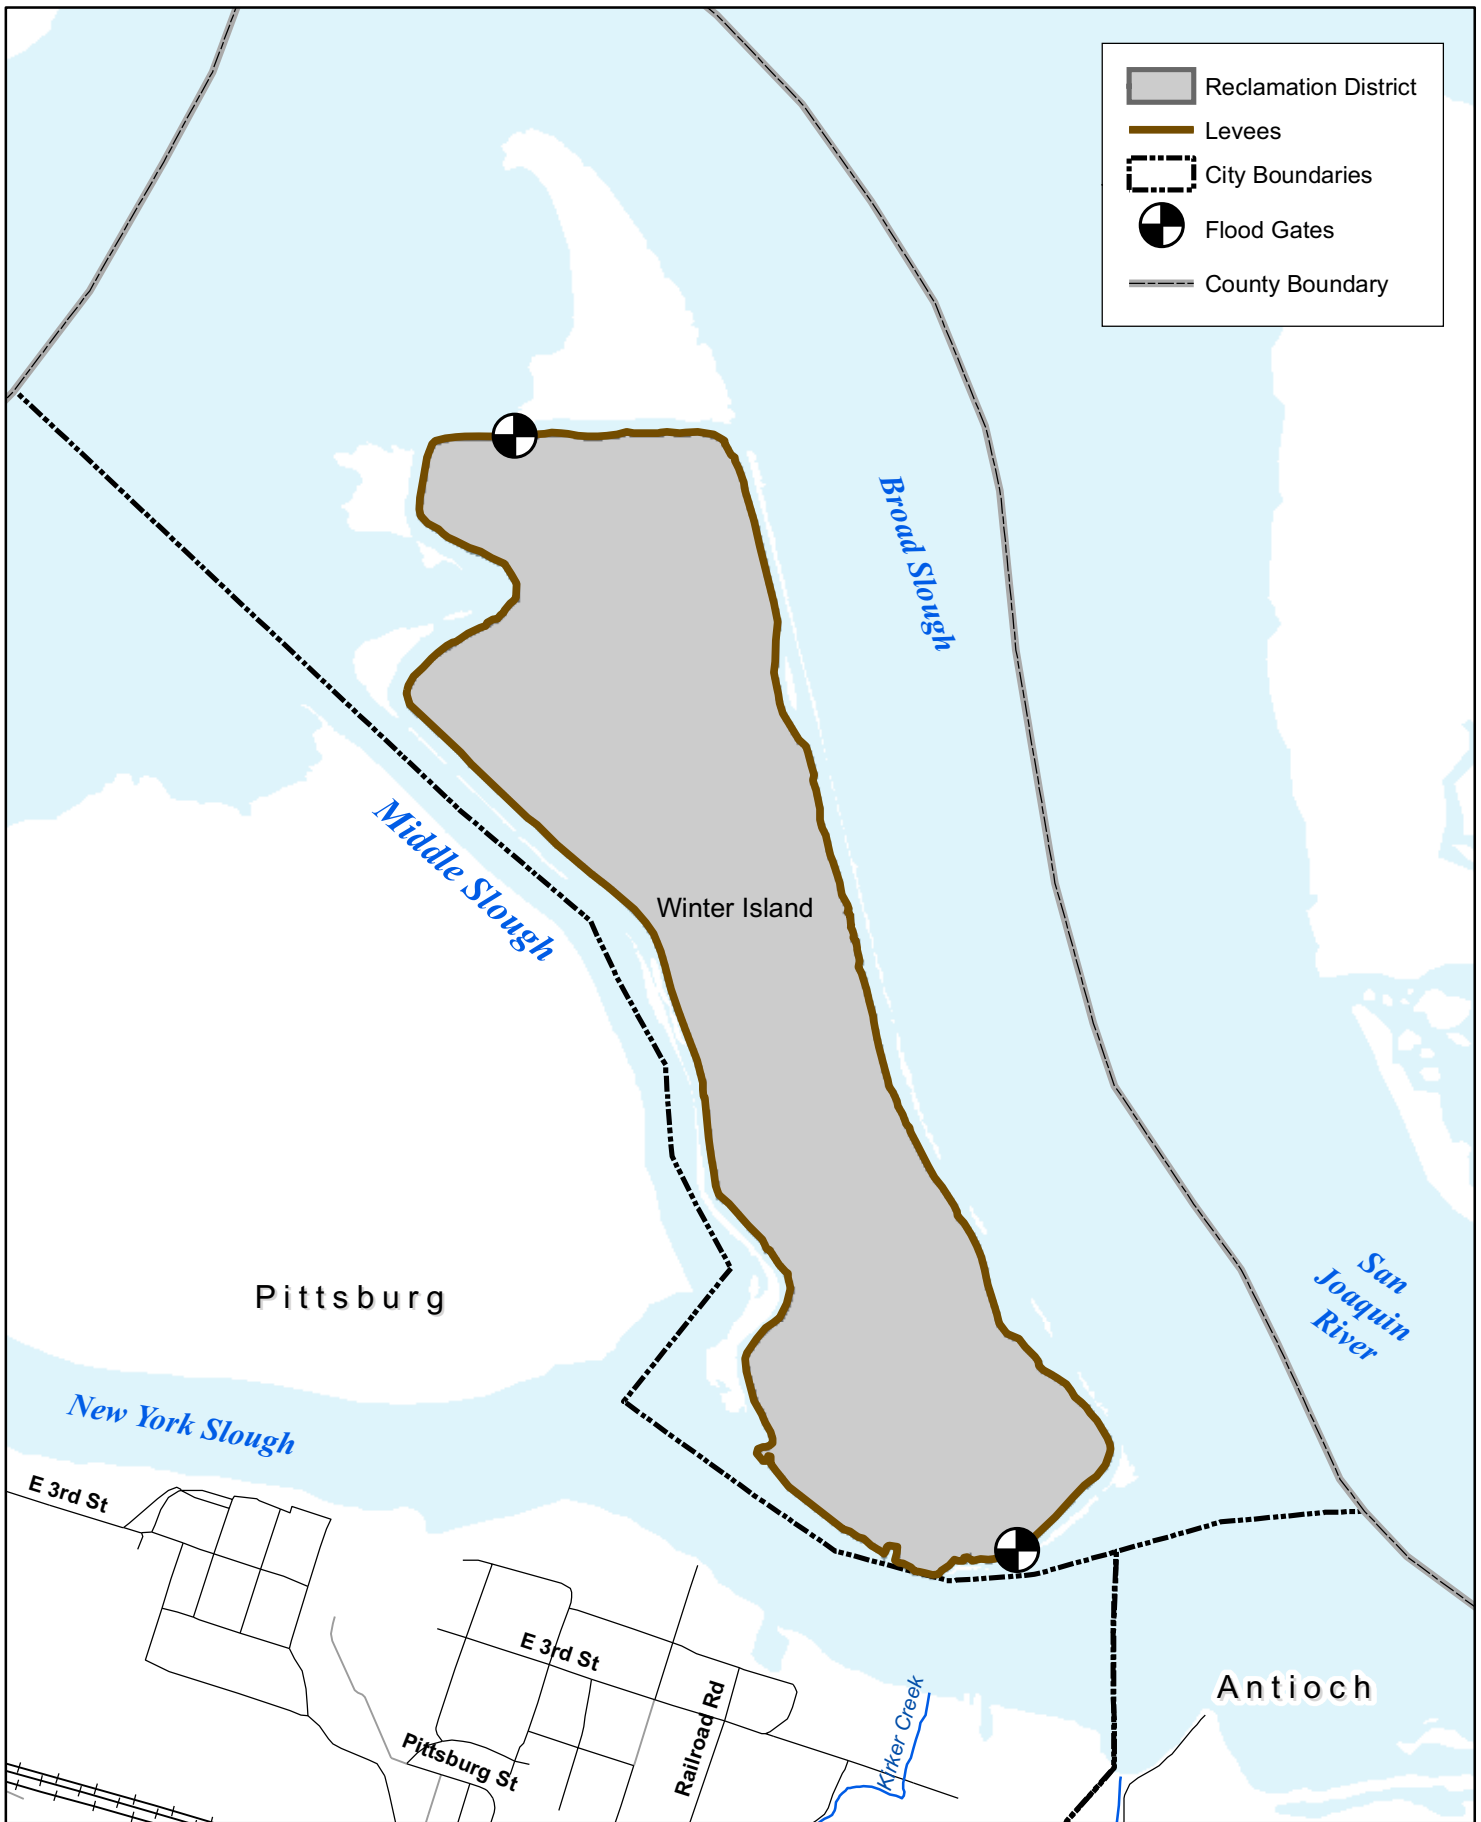 Reclamation District
Levees
City Boundaries
Flood Gates
County Boundary
Broad Slough
Middle Slough
Winter Island
San
Joaquin
River
Pittsburg
New York Slough
E 3rd St
E 3rd St
Railroad Rd
Kirker Creek
Antioch
Pittsburg St